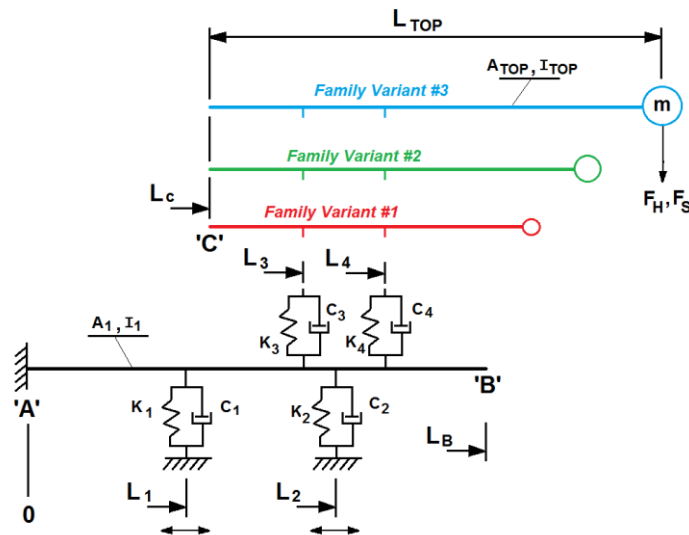 L TOP
A TOP, I TOP
Family Variant #3
m
Family Variant #2
L c
F H, F S
Family Variant #1
'C'
L 3 L 4
C 3 C 4
K 3 K 4
A 1, I 1
'A' 'B'
K 1 C 1 K 2 C 2
L B
L 1 L 2
0